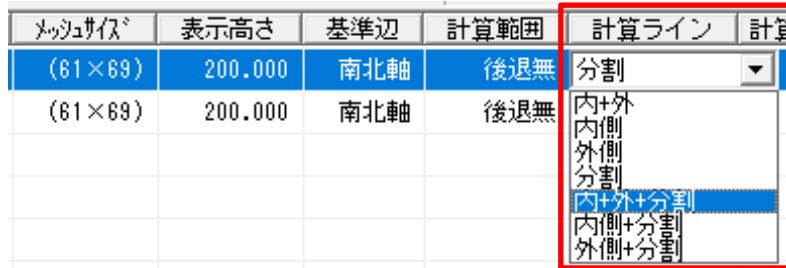 ﾒｯｼｭｻｲｽﾞ 表示高さ 基準辺 計算範囲 計算ライン 計
(61×69) 200.000 南北軸 後退無 分割
(61×69) 200.000 南北軸 後退無
内+外
内側
外側
分割
内+外+分割
内側+分割
外側+分割